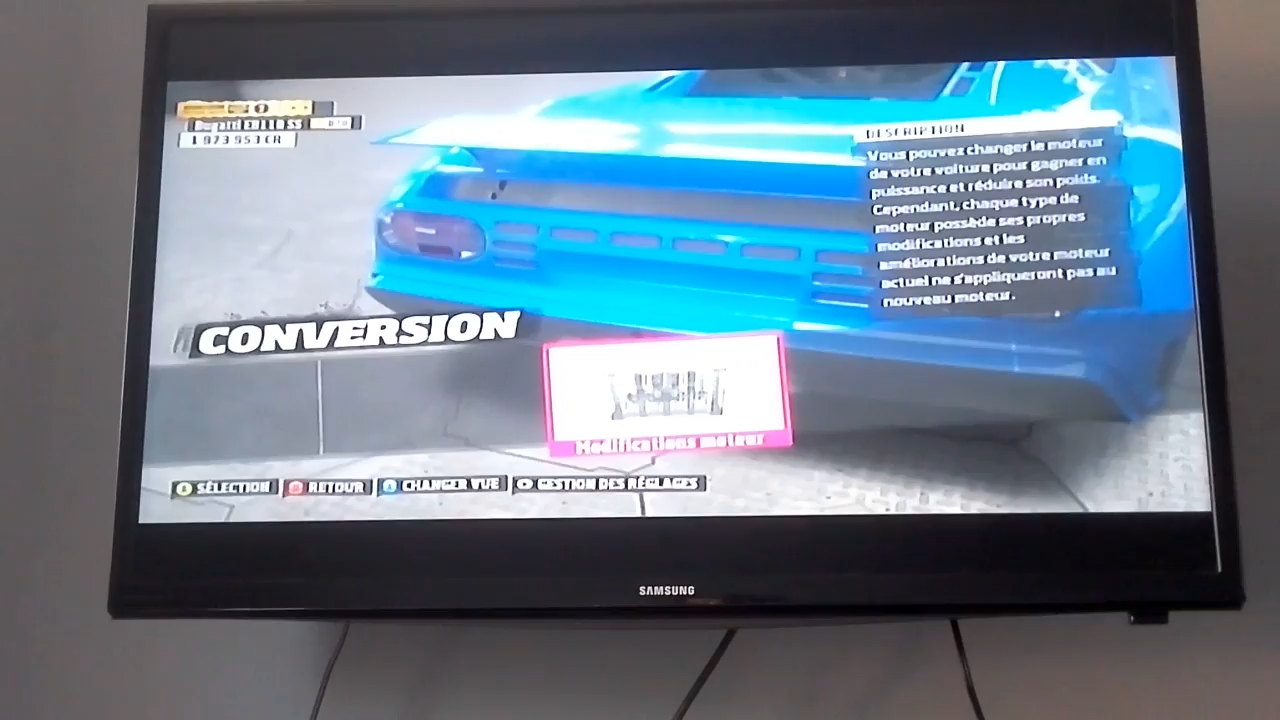 Bugatti EB110 SS
1 973 953 CR
DESCRIPTION
Vous pouvez changer le moteur
de votre voiture pour gagner en
puissance et réduire son poids.
Cependant, chaque type de
moteur possède ses propres
modifications et les
améliorations de votre moteur
actuel ne s'appliqueront pas au
nouveau moteur.
CONVERSION
Modifications moteur
SÉLECTION
RETOUR
CHANGER VUE
GESTION DES RÉGLAGES
SAMSUNG